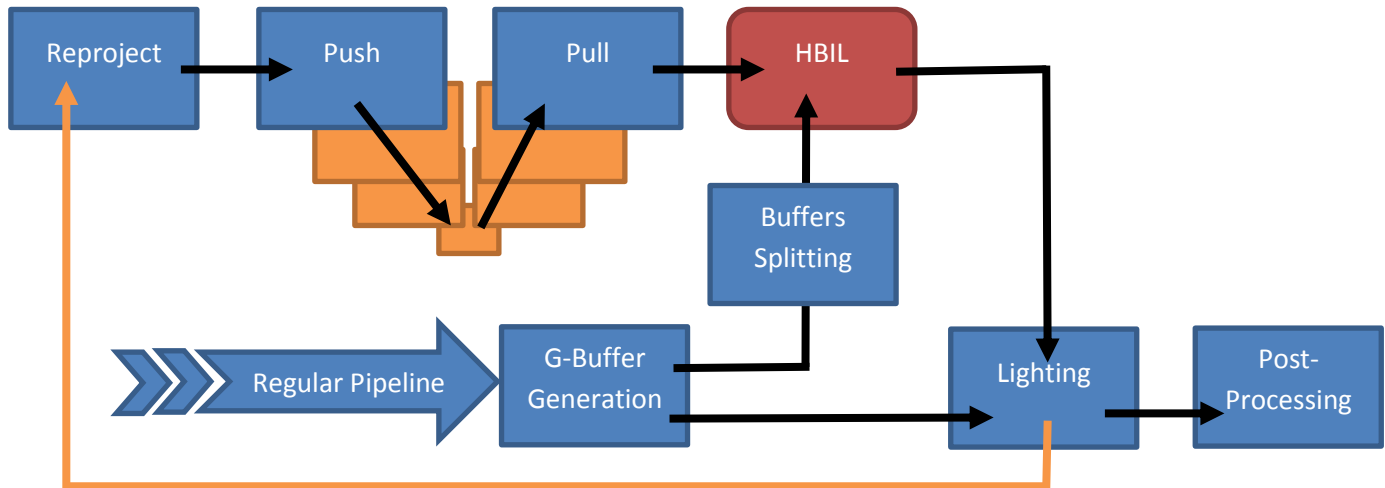 Reproject
Push
Pull
HBIL
Buffers
Splitting
Regular Pipeline
G-Buffer
Generation
Lighting
Post-
Processing